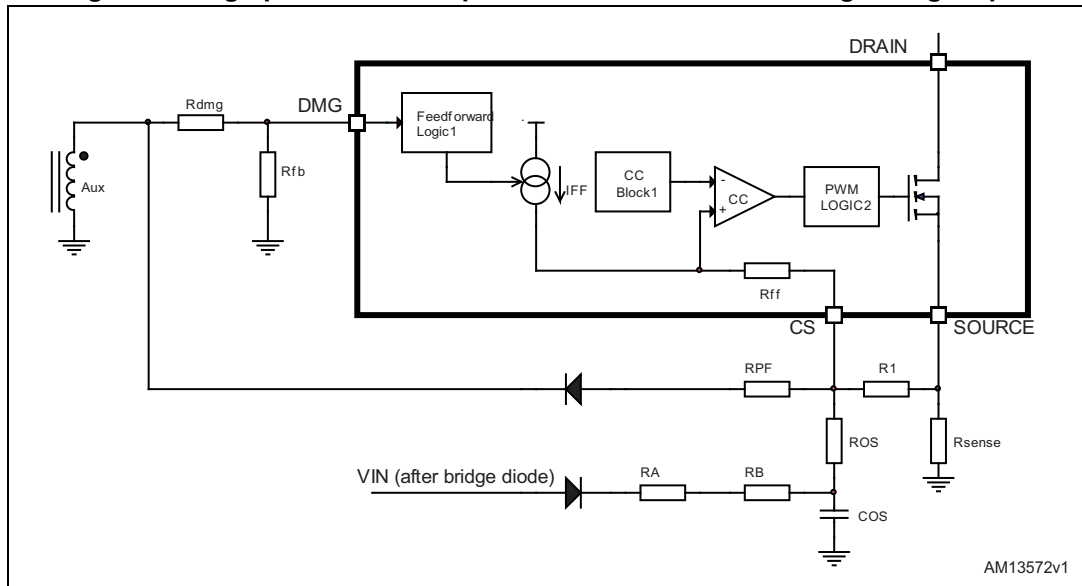 DRAIN
DMG
Rdmg
Feedforward
Logic1
Aux
Rfb
IFF
CC
Block1
-
+
CC
PWM
LOGIC2
Rff
CS
SOURCE
RPF
R1
ROS
Rsense
VIN (after bridge diode)
RA
RB
COS
AM13572v1